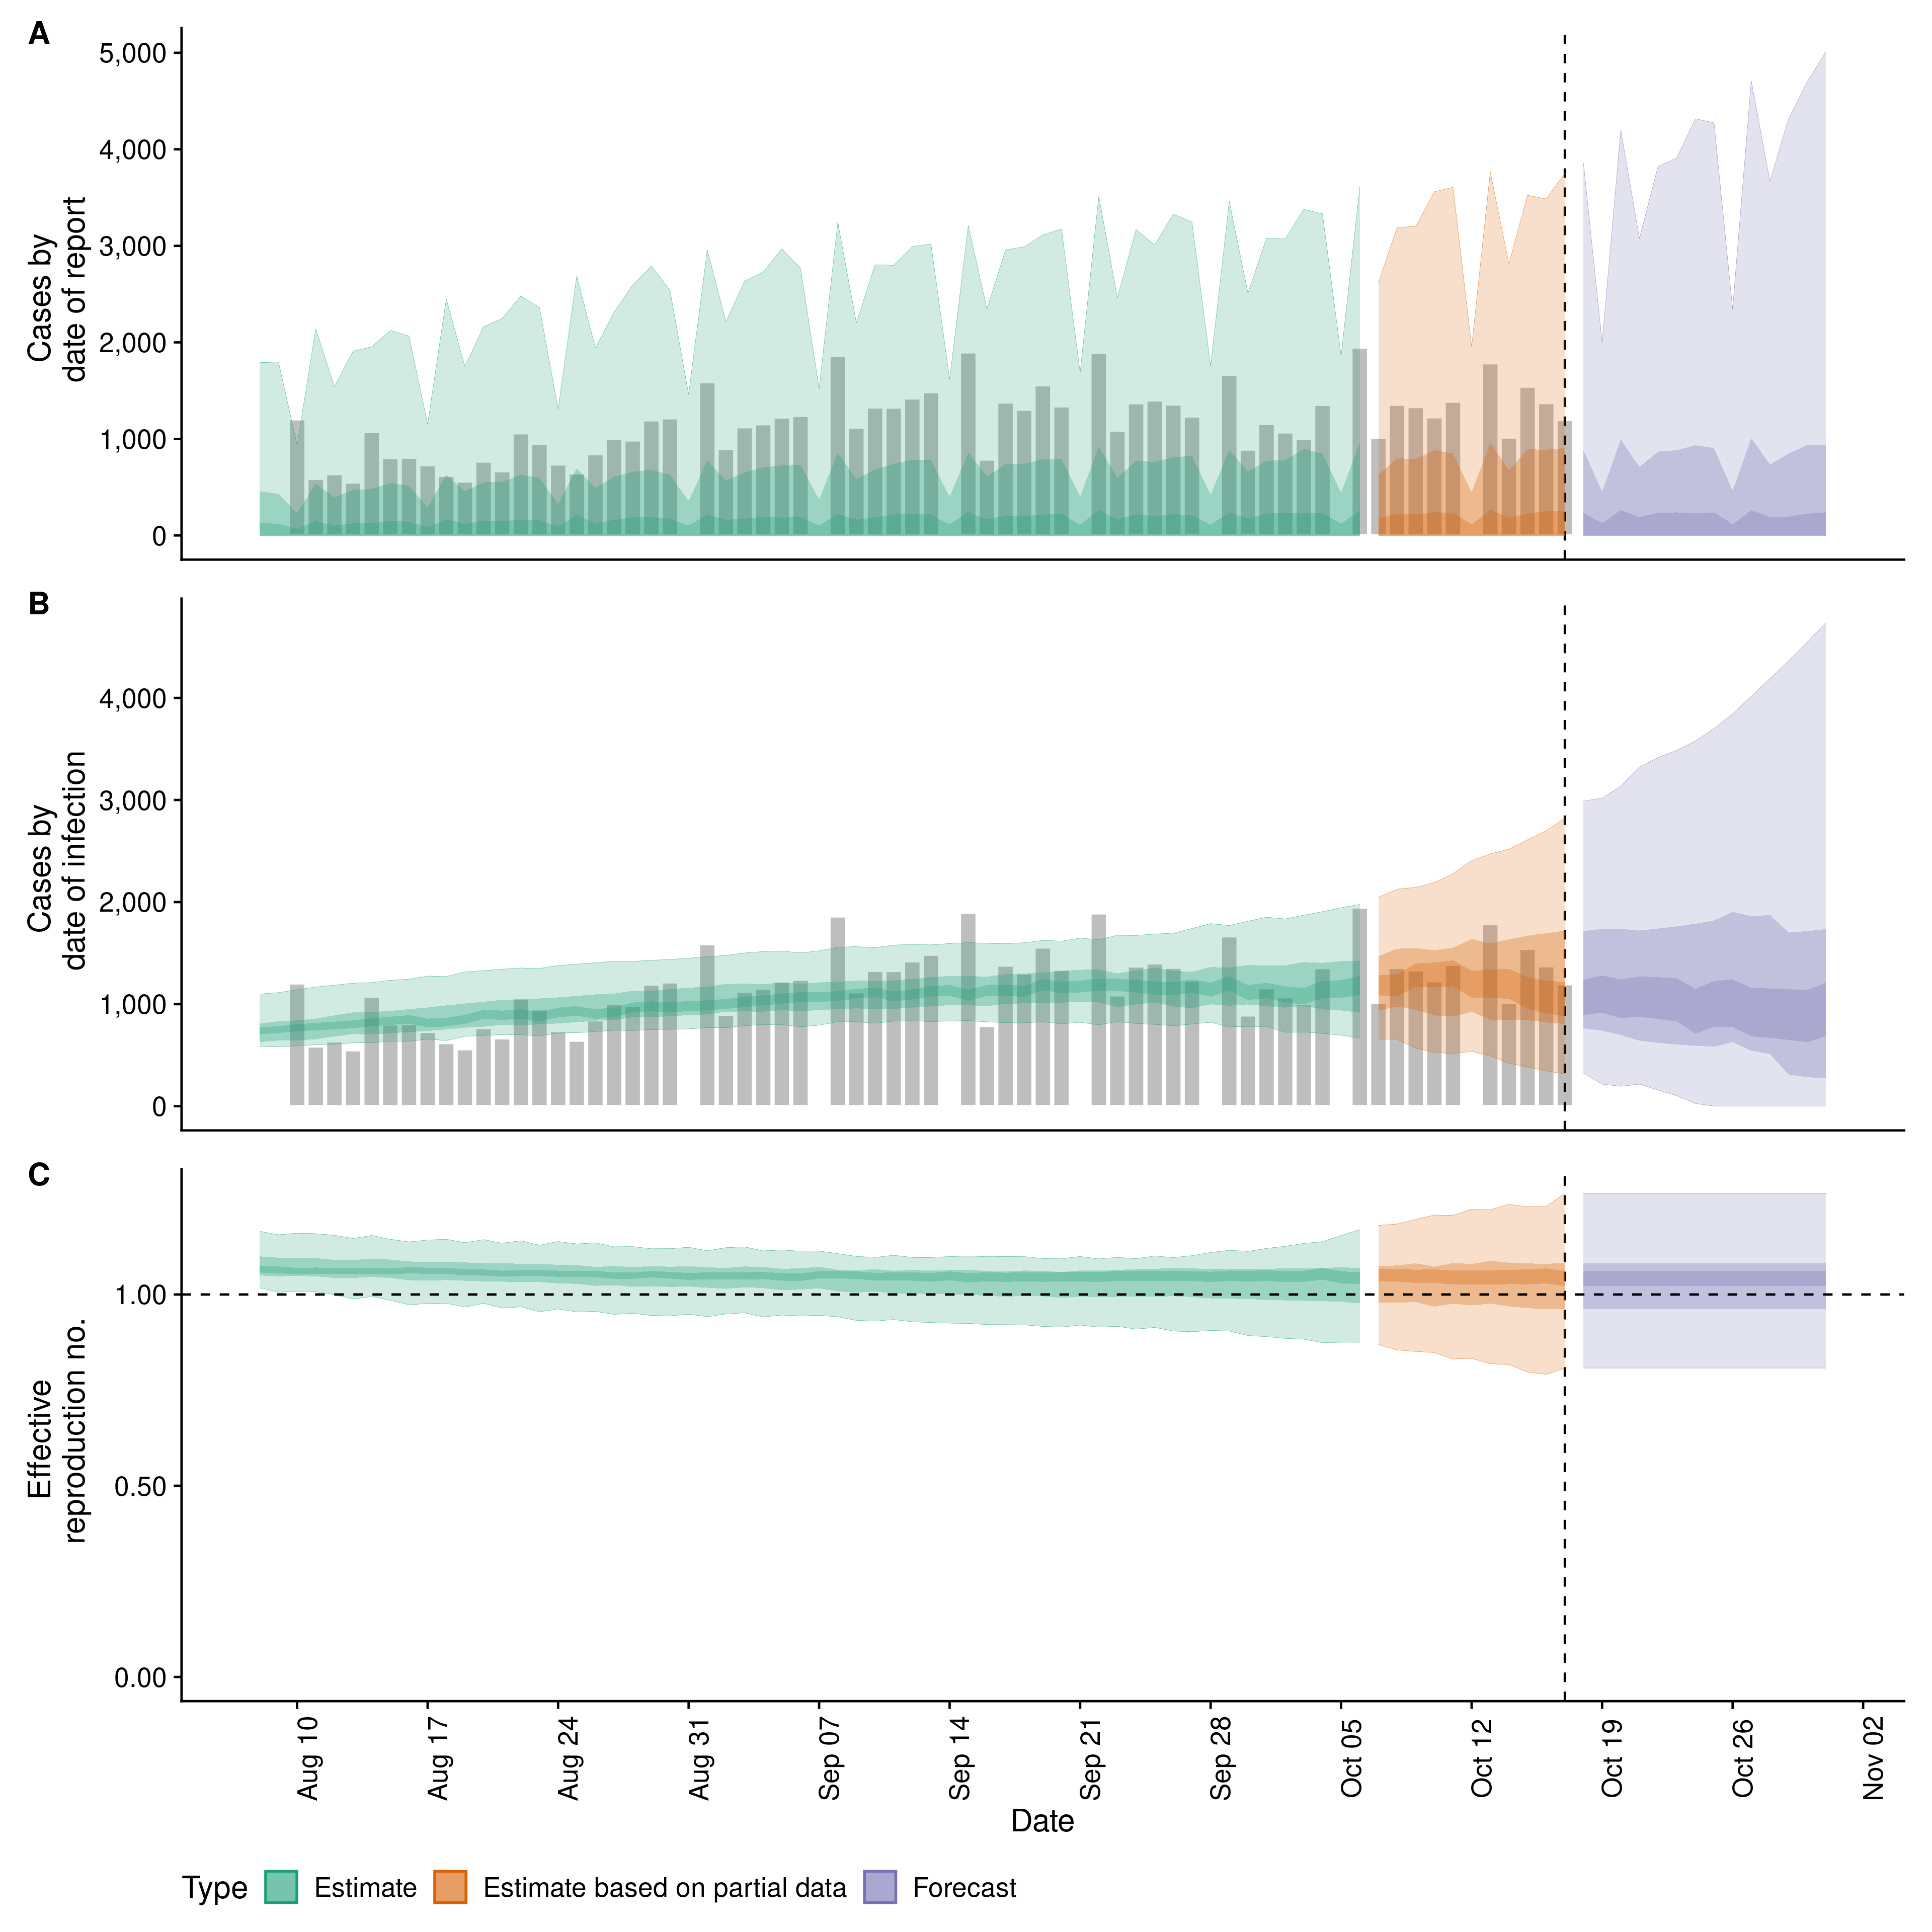 A
Cases by
date of report
5,000
4,000
3,000
2,000
1,000
0
B
Cases by
date of infection
4,000
3,000
2,000
1,000
0
C
Effective
reproduction no.
1.00
0.50
0.00
Aug 10
Aug 17
Aug 24
Aug 31
Sep 07
Sep 14
Sep 21
Sep 28
Oct 05
Oct 12
Oct 19
Oct 26
Nov 02
Date
Type Estimate Estimate based on partial data Forecast